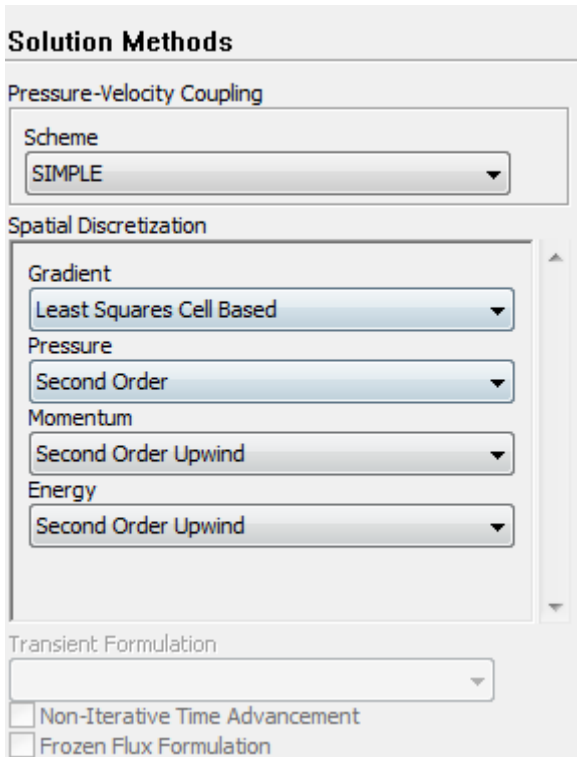 Solution Methods
Pressure-Velocity Coupling
Scheme
SIMPLE
Spatial Discretization
Gradient
Least Squares Cell Based
Pressure
Second Order
Momentum
Second Order Upwind
Energy
Second Order Upwind
Transient Formulation
Non-Iterative Time Advancement
Frozen Flux Formulation